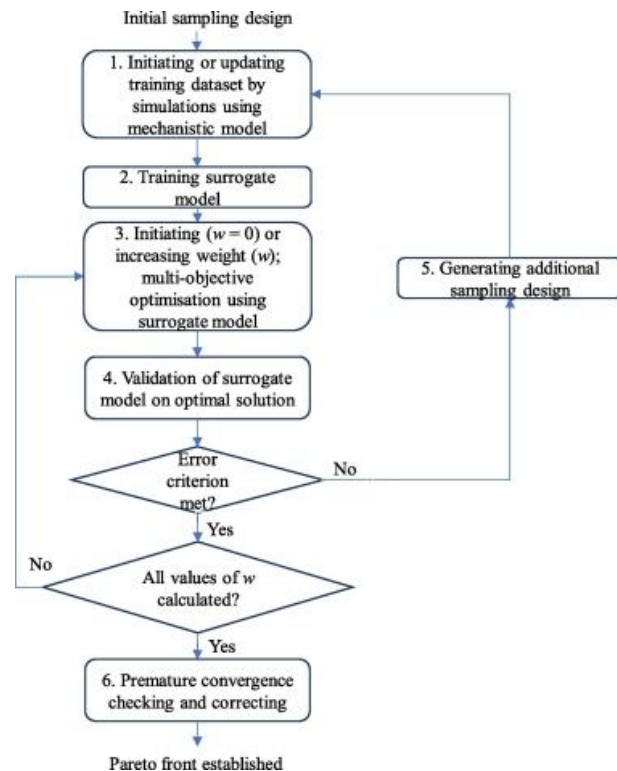 Initial sampling design
1. Initiating or updating
training dataset by
simulations using
mechanistic model
2. Training surrogate
model
3. Initiating (w = 0) or
increasing weight (w);
multi-objective
optimisation using
surrogate model
5. Generating additional
sampling design
4. Validation of surrogate
model on optimal solution
Error
criterion
met?
No
Yes
No
All values of w
calculated?
Yes
6. Premature convergence
checking and correcting
Pareto front established